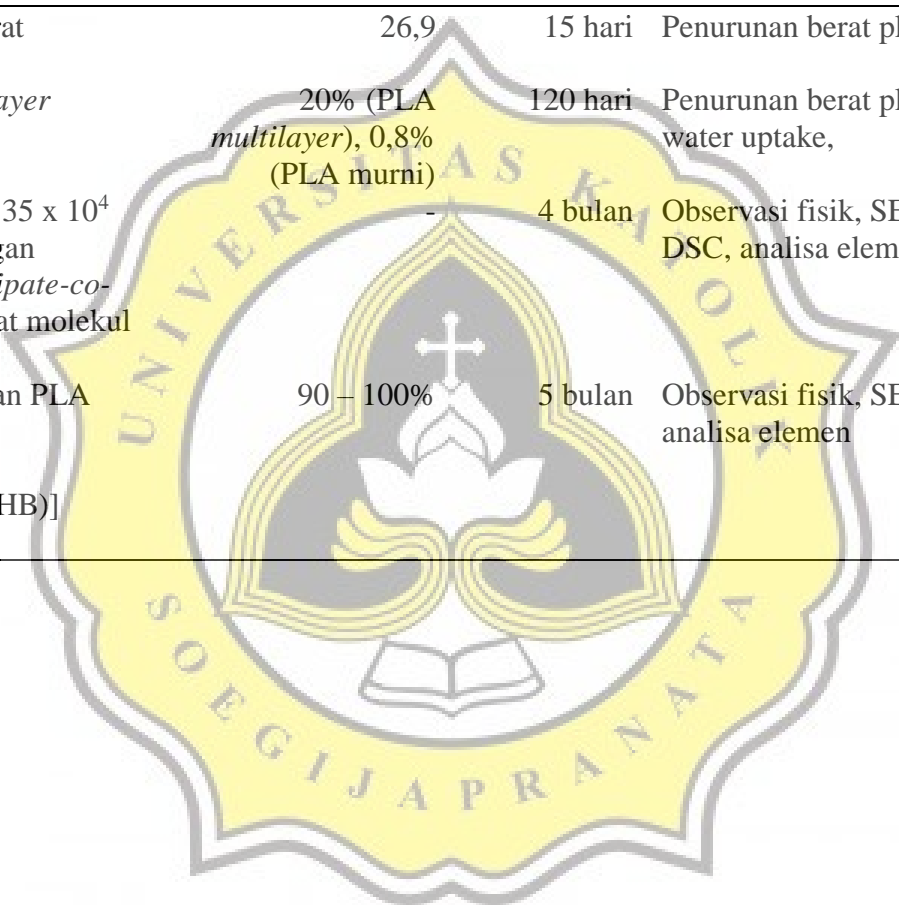 rat 26,9 15 hari Penurunan berat pl
ayer 20% (PLA 120 hari Penurunan berat pl
multilayer), 0,8% water uptake,
(PLA murni)
35 x 10⁴ - 4 bulan Observasi fisik, SE
gan DSC, analisa elem
ipate-co-
at molekul
an PLA 90 – 100% 5 bulan Observasi fisik, SE
analisa elemen
HB)]
UNIVERSITAS KATOLIK
SOEGIJAPRANATA